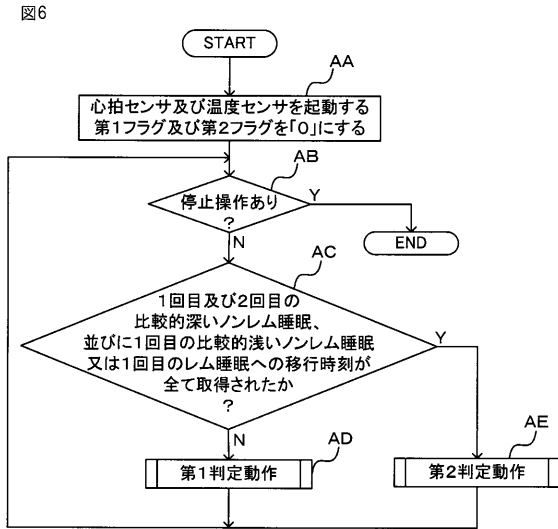 図6
START
AA
心拍センサ及び温度センサを起動する
第1フラグ及び第2フラグを「0」にする
AB
停止操作あり
?
Y
N
END
AC
1回目及び2回目の
比較的深いノンレム睡眠、
並びに1回目の比較的浅いノンレム睡眠
又は1回目のレム睡眠への移行時刻が
全て取得されたか
?
Y
N
AD
第1判定動作
AE
第2判定動作